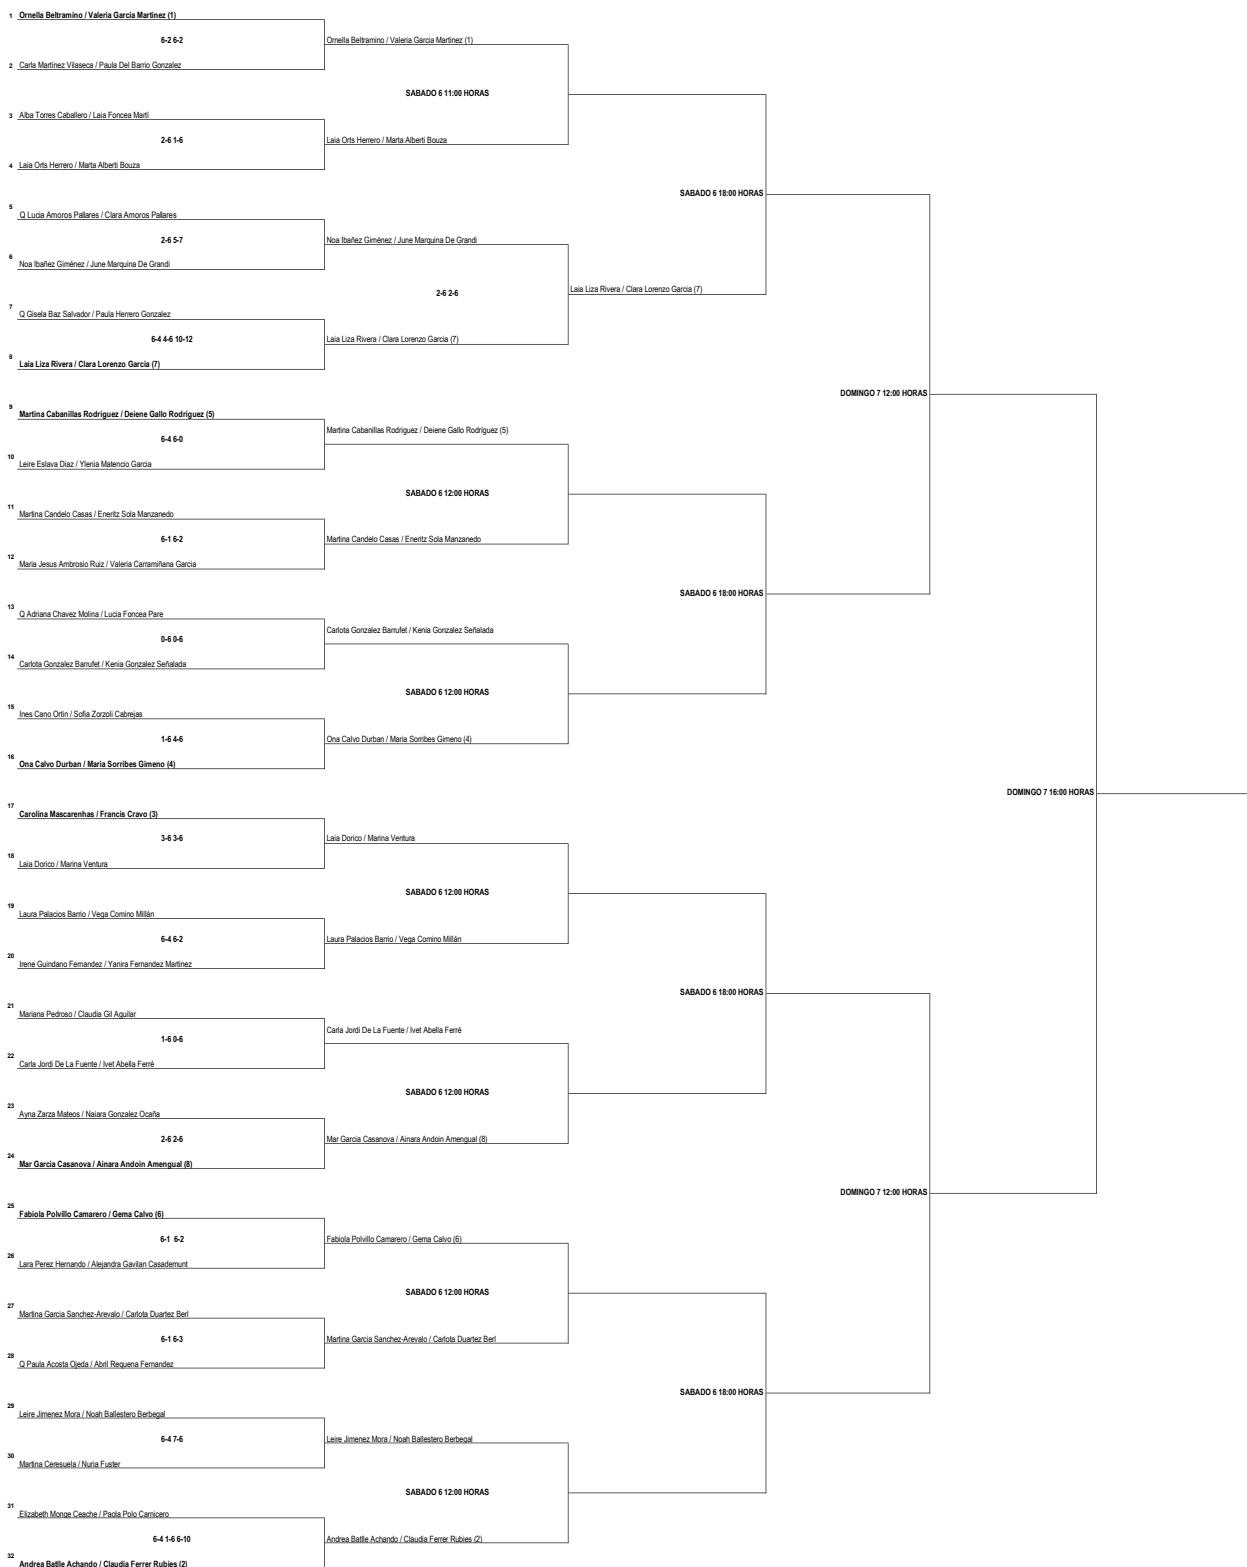 1 Ornella Beltramino / Valeria Garcia Martinez (1)
6-2 6-2
Ornella Beltramino / Valeria Garcia Martinez (1)
2 Carla Martínez Vilaseca / Paula Del Barrio Gonzalez
SABADO 6 11:00 HORAS
3 Alba Torres Caballero / Laia Foncea Martí
2-6 1-6
Laia Orts Herrero / Marta Alberti Bouza
4 Laia Orts Herrero / Marta Alberti Bouza
SABADO 6 18:00 HORAS
5 Q Lucia Amoros Pallares / Clara Amoros Pallares
2-6 5-7
Noa Ibañez Giménez / June Marquina De Grandi
6 Noa Ibañez Giménez / June Marquina De Grandi
2-6 2-6
Laia Liza Rivera / Clara Lorenzo Garcia (7)
7 Q Gisela Baz Salvador / Paula Herrero Gonzalez
6-4 4-6 10-12
Laia Liza Rivera / Clara Lorenzo Garcia (7)
8 Laia Liza Rivera / Clara Lorenzo Garcia (7)
DOMINGO 7 12:00 HORAS
9 Martina Cabanillas Rodriguez / Deiene Gallo Rodríguez (5)
6-4 6-0
Martina Cabanillas Rodriguez / Deiene Gallo Rodríguez (5)
10 Leire Eslava Diaz / Ylenia Matencio Garcia
SABADO 6 12:00 HORAS
11 Martina Candelo Casas / Eneritz Sola Manzanedo
6-1 6-2
Martina Candelo Casas / Eneritz Sola Manzanedo
12 Maria Jesus Ambrosio Ruiz / Valeria Carramiñana Garcia
SABADO 6 18:00 HORAS
13 Q Adriana Chavez Molina / Lucia Foncea Pare
0-6 0-6
Carlota Gonzalez Barrufet / Kenia Gonzalez Señalada
14 Carlota Gonzalez Barrufet / Kenia Gonzalez Señalada
SABADO 6 12:00 HORAS
15 Ines Cano Ortin / Sofia Zorzoli Cabrejas
1-6 4-6
Ona Calvo Durban / Maria Sorribes Gimeno (4)
16 Ona Calvo Durban / Maria Sorribes Gimeno (4)
DOMINGO 7 16:00 HORAS
17 Carolina Mascarenhas / Francis Cravo (3)
3-6 3-6
Laia Dorico / Marina Ventura
18 Laia Dorico / Marina Ventura
SABADO 6 12:00 HORAS
19 Laura Palacios Barrio / Vega Comino Millán
6-4 6-2
Laura Palacios Barrio / Vega Comino Millán
20 Irene Guindano Fernandez / Yanira Fernandez Martinez
SABADO 6 18:00 HORAS
21 Mariana Pedroso / Claudia Gil Aguilar
1-6 0-6
Carla Jordi De La Fuente / Ivet Abella Ferré
22 Carla Jordi De La Fuente / Ivet Abella Ferré
SABADO 6 12:00 HORAS
23 Ayna Zarza Mateos / Naiara Gonzalez Ocaña
2-6 2-6
Mar Garcia Casanova / Ainara Andoin Amengual (8)
24 Mar Garcia Casanova / Ainara Andoin Amengual (8)
DOMINGO 7 12:00 HORAS
25 Fabiola Polvillo Camarero / Gema Calvo (6)
6-1 6-2
Fabiola Polvillo Camarero / Gema Calvo (6)
26 Lara Perez Hernando / Alejandra Gavilan Casademunt
SABADO 6 12:00 HORAS
27 Martina Garcia Sanchez-Arevalo / Carlota Duartez Berl
6-1 6-3
Martina Garcia Sanchez-Arevalo / Carlota Duartez Berl
28 Q Paula Acosta Ojeda / Abril Requena Fernandez
SABADO 6 18:00 HORAS
29 Leire Jimenez Mora / Noah Ballestero Berbegal
6-4 7-6
Leire Jimenez Mora / Noah Ballestero Berbegal
30 Martina Ceresuela / Nuria Fuster
SABADO 6 12:00 HORAS
31 Elizabeth Monge Ceache / Paola Polo Carnicero
6-4 1-6 6-10
Andrea Batlle Achando / Claudia Ferrer Rubies (2)
32 Andrea Batlle Achando / Claudia Ferrer Rubies (2)